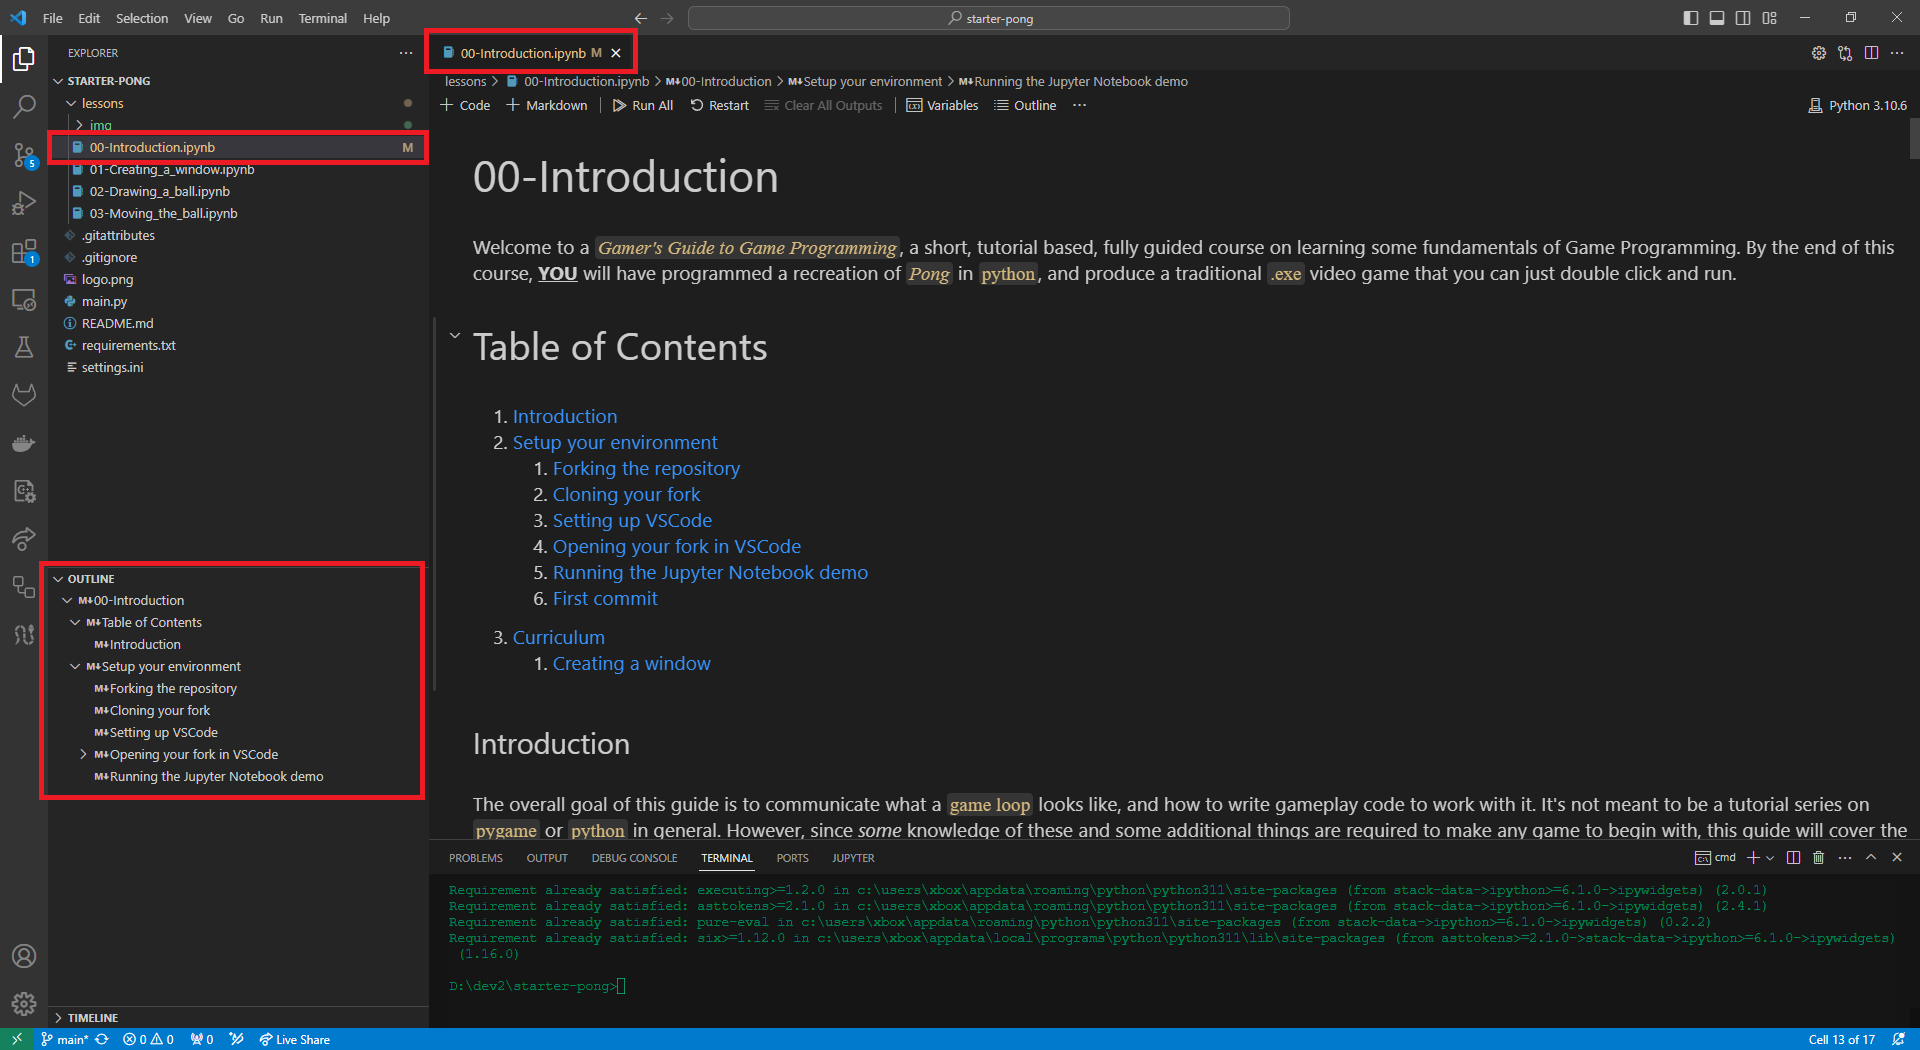 File Edit Selection View Go Run Terminal Help
starter-pong
EXPLORER
STARTER-PONG
lessons
img
00-Introduction.ipynb M
01-Creating_a_window.ipynb
02-Drawing_a_ball.ipynb
03-Moving_the_ball.ipynb
.gitattributes
.gitignore
logo.png
main.py
README.md
requirements.txt
settings.ini
5
1
OUTLINE
M↓00-Introduction
M↓Table of Contents
M↓Introduction
M↓Setup your environment
M↓Forking the repository
M↓Cloning your fork
M↓Setting up VSCode
M↓Opening your fork in VSCode
M↓Running the Jupyter Notebook demo
TIMELINE
00-Introduction.ipynb M
lessons > 00-Introduction.ipynb > M↓00-Introduction > M↓Setup your environment > M↓Running the Jupyter Notebook demo
+ Code + Markdown | Run All Restart Clear All Outputs | Variables Outline ··· Python 3.10.6
00-Introduction
Welcome to a Gamer's Guide to Game Programming, a short, tutorial based, fully guided course on learning some fundamentals of Game Programming. By the end of this
course, YOU will have programmed a recreation of Pong in python, and produce a traditional .exe video game that you can just double click and run.
Table of Contents
1. Introduction
2. Setup your environment
1. Forking the repository
2. Cloning your fork
3. Setting up VSCode
4. Opening your fork in VSCode
5. Running the Jupyter Notebook demo
6. First commit
3. Curriculum
1. Creating a window
Introduction
The overall goal of this guide is to communicate what a game loop looks like, and how to write gameplay code to work with it. It's not meant to be a tutorial series on
pygame or python in general. However, since some knowledge of these and some additional things are required to make any game to begin with, this guide will cover the
PROBLEMS OUTPUT DEBUG CONSOLE TERMINAL PORTS JUPYTER cmd
Requirement already satisfied: executing>=1.2.0 in c:\users\xbox\appdata\roaming\python\python311\site-packages (from stack-data->ipython>=6.1.0->ipywidgets) (2.0.1)
Requirement already satisfied: asttokens>=2.1.0 in c:\users\xbox\appdata\roaming\python\python311\site-packages (from stack-data->ipython>=6.1.0->ipywidgets) (2.4.1)
Requirement already satisfied: pure-eval in c:\users\xbox\appdata\roaming\python\python311\site-packages (from stack-data->ipython>=6.1.0->ipywidgets) (0.2.2)
Requirement already satisfied: six>=1.12.0 in c:\users\xbox\appdata\local\programs\python\python311\lib\site-packages (from asttokens>=2.1.0->stack-data->ipython>=6.1.0->ipywidgets)
(1.16.0)
D:\dev2\starter-pong>
main* 0 0 0 Live Share Cell 13 of 17